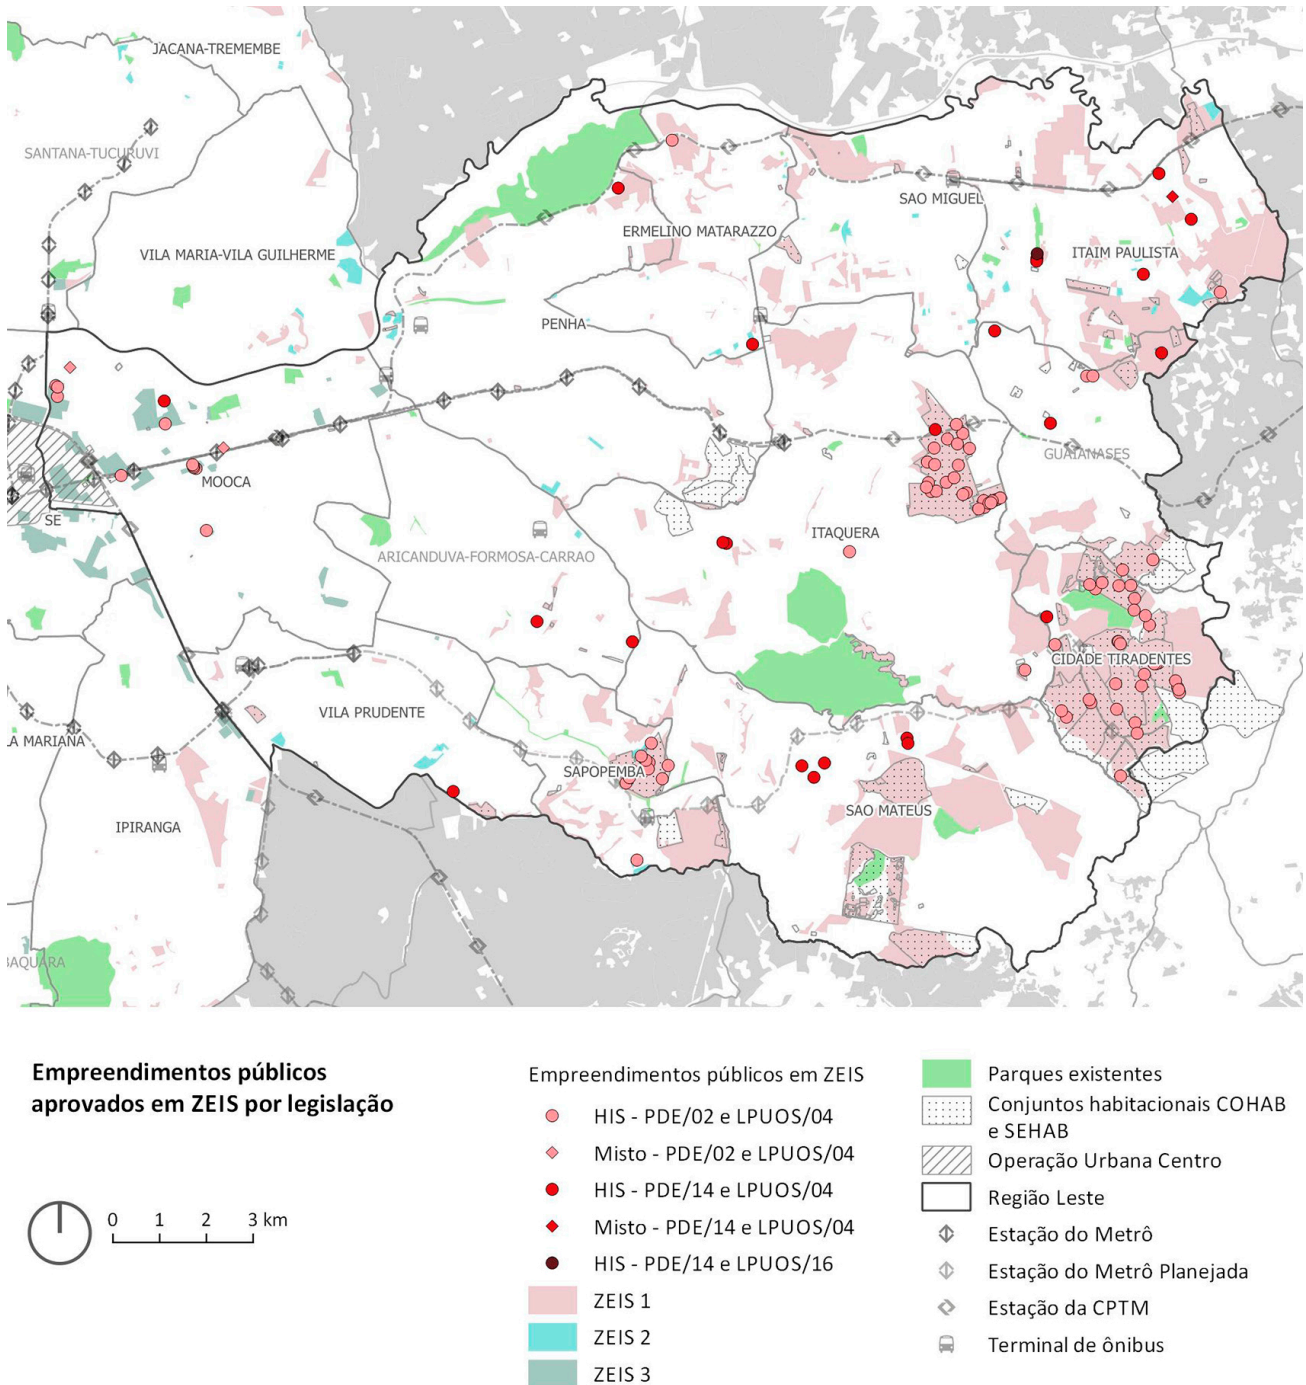 JACANA-TREMEMBE
SANTANA-TUCURUVI
SAO MIGUEL
ERMELINO MATARAZZO
VILA MARIA-VILA GUILHERME
ITAIM PAULISTA
PENHA
GUAIANASES
MOOCA
SE
ITAQUERA
ARICANDUVA-FORMOSA-CARRAO
CIDADE TIRADENTES
VILA PRUDENTE
LA MARIANA
SAPOPEMBA
SAO MATEUS
IPIRANGA
BAQUARA
Empreendimentos públicos
aprovados em ZEIS por legislação
0 1 2 3 km
Empreendimentos públicos em ZEIS
HIS - PDE/02 e LPUOS/04
Misto - PDE/02 e LPUOS/04
HIS - PDE/14 e LPUOS/04
Misto - PDE/14 e LPUOS/04
HIS - PDE/14 e LPUOS/16
ZEIS 1
ZEIS 2
ZEIS 3
Parques existentes
Conjuntos habitacionais COHAB
e SEHAB
Operação Urbana Centro
Região Leste
Estação do Metrô
Estação do Metrô Planejada
Estação da CPTM
Terminal de ônibus